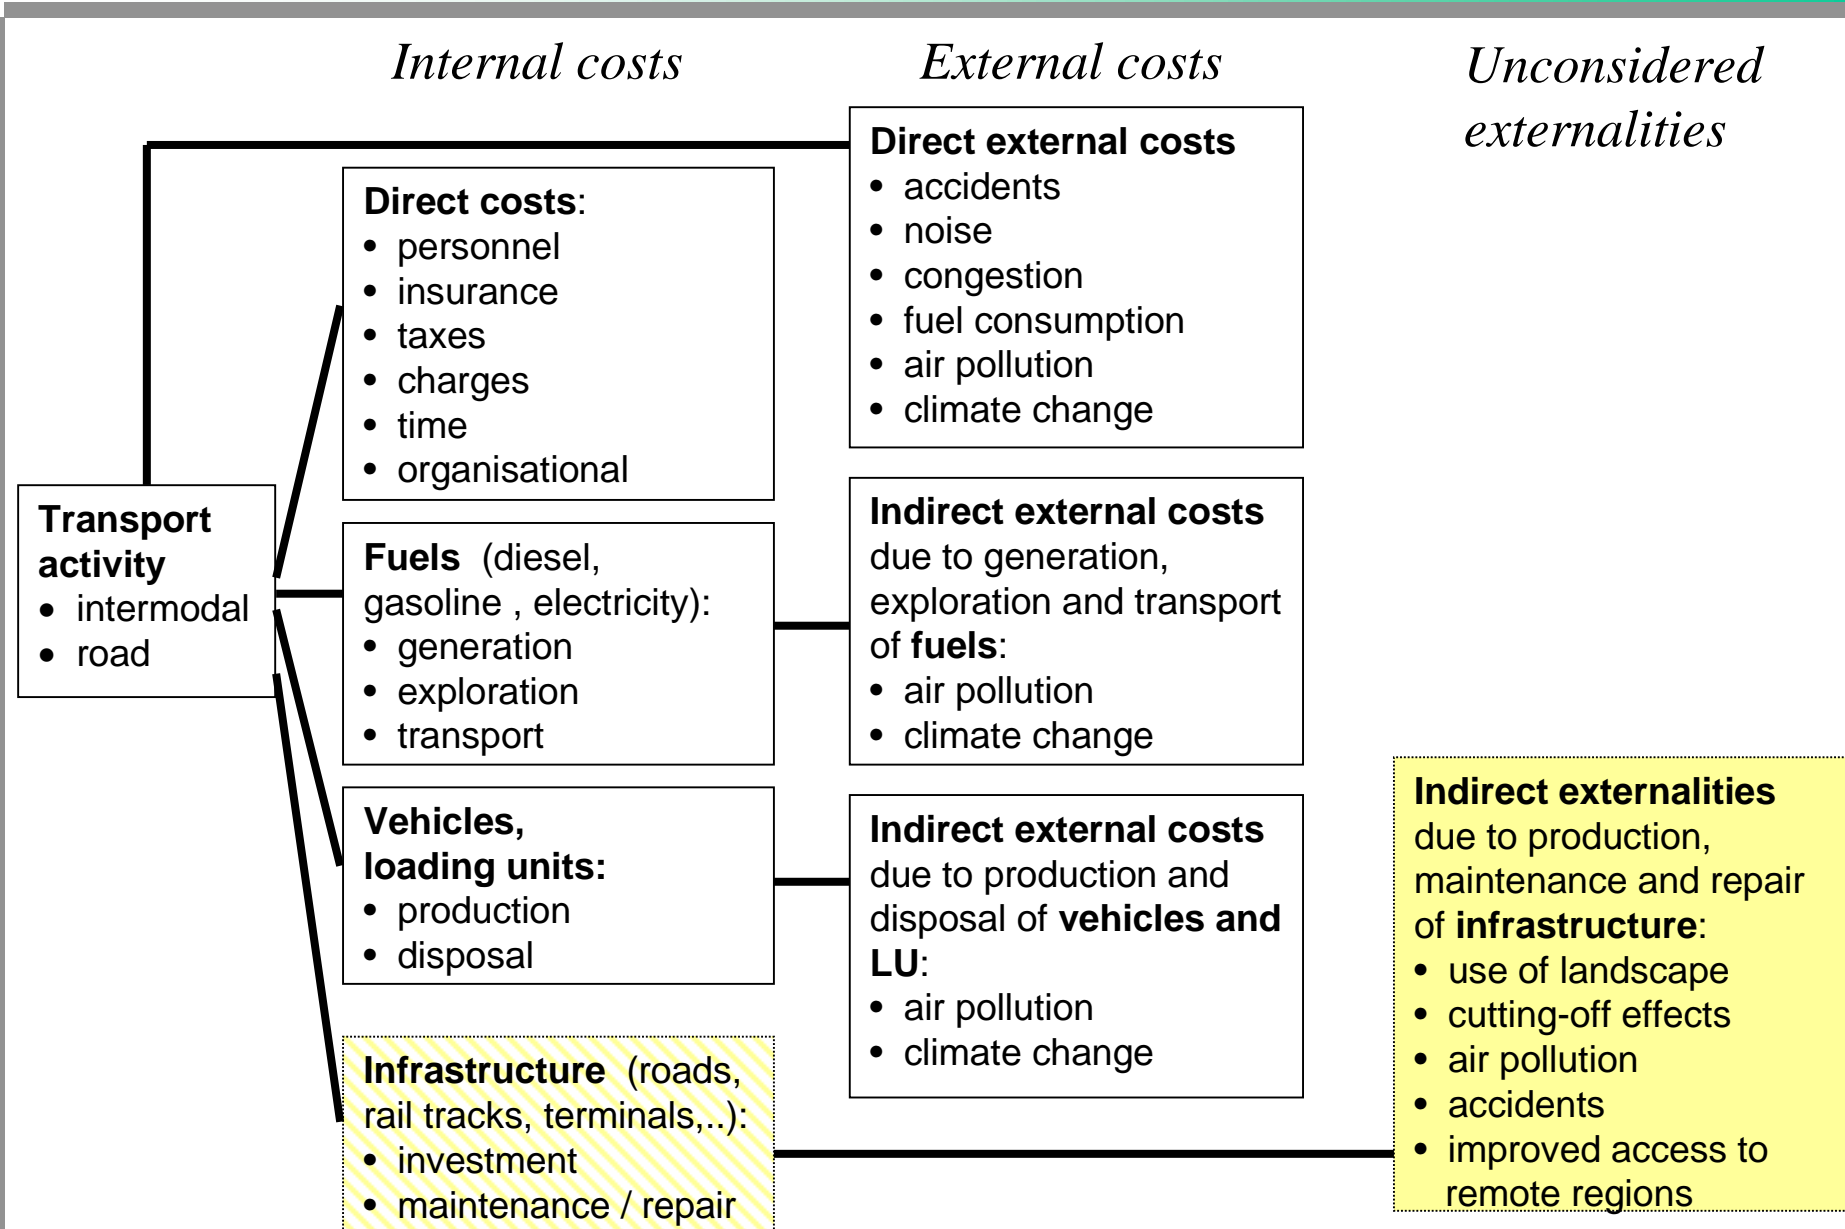 Internal costs
External costs
Unconsidered
externalities
Transport
activity
• intermodal
• road
Direct costs:
• personnel
• insurance
• taxes
• charges
• time
• organisational
Fuels (diesel,
gasoline , electricity):
• generation
• exploration
• transport
Vehicles,
loading units:
• production
• disposal
Infrastructure (roads,
rail tracks, terminals,..):
• investment
• maintenance / repair
Direct external costs
• accidents
• noise
• congestion
• fuel consumption
• air pollution
• climate change
Indirect external costs
due to generation,
exploration and transport
of fuels:
• air pollution
• climate change
Indirect external costs
due to production and
disposal of vehicles and
LU:
• air pollution
• climate change
Indirect externalities
due to production,
maintenance and repair
of infrastructure:
• use of landscape
• cutting-off effects
• air pollution
• accidents
• improved access to
remote regions